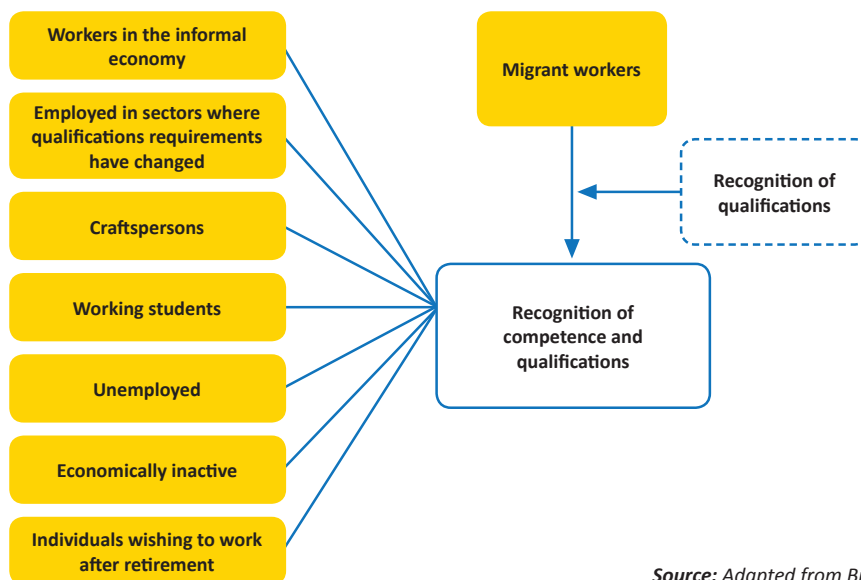 Workers in the informal
economy
Employed in sectors where
qualifications requirements
have changed
Craftspersons
Working students
Unemployed
Economically inactive
Individuals wishing to work
after retirement
Migrant workers
Recognition of
qualifications
Recognition of
competence and
qualifications
Source: Adapted from